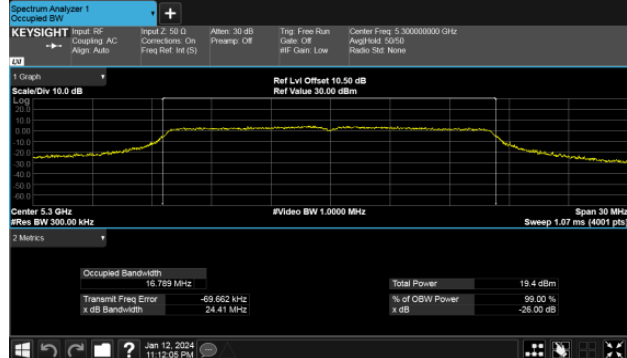 Spectrum Analyzer 1
Occupied BW
+
KEYSIGHT
Input: RF
Coupling: AC
Align: Auto
Input Z: 50 Ω
Corrections: On
Freq Ref: Int (S)
Atten: 30 dB
Preamp: Off
Trig: Free Run
Gate: Off
#IF Gain: Low
Center Freq: 5.300000000 GHz
Avg|Hold: 50/50
Radio Std: None
LXI
1 Graph
Scale/Div 10.0 dB
Ref Lvl Offset 10.50 dB
Ref Value 30.00 dBm
Log
20.0
10.0
0.00
-10.0
-20.0
-30.0
-40.0
-50.0
-60.0
Center 5.3 GHz
#Res BW 300.00 kHz
#Video BW 1.0000 MHz
Span 30 MHz
Sweep 1.07 ms (4001 pts)
2 Metrics
Occupied Bandwidth
16.789 MHz
Transmit Freq Error -69.662 kHz
x dB Bandwidth 24.41 MHz
Total Power 19.4 dBm
% of OBW Power 99.00 %
x dB -26.00 dB
?
Jan 12, 2024
11:12:05 PM